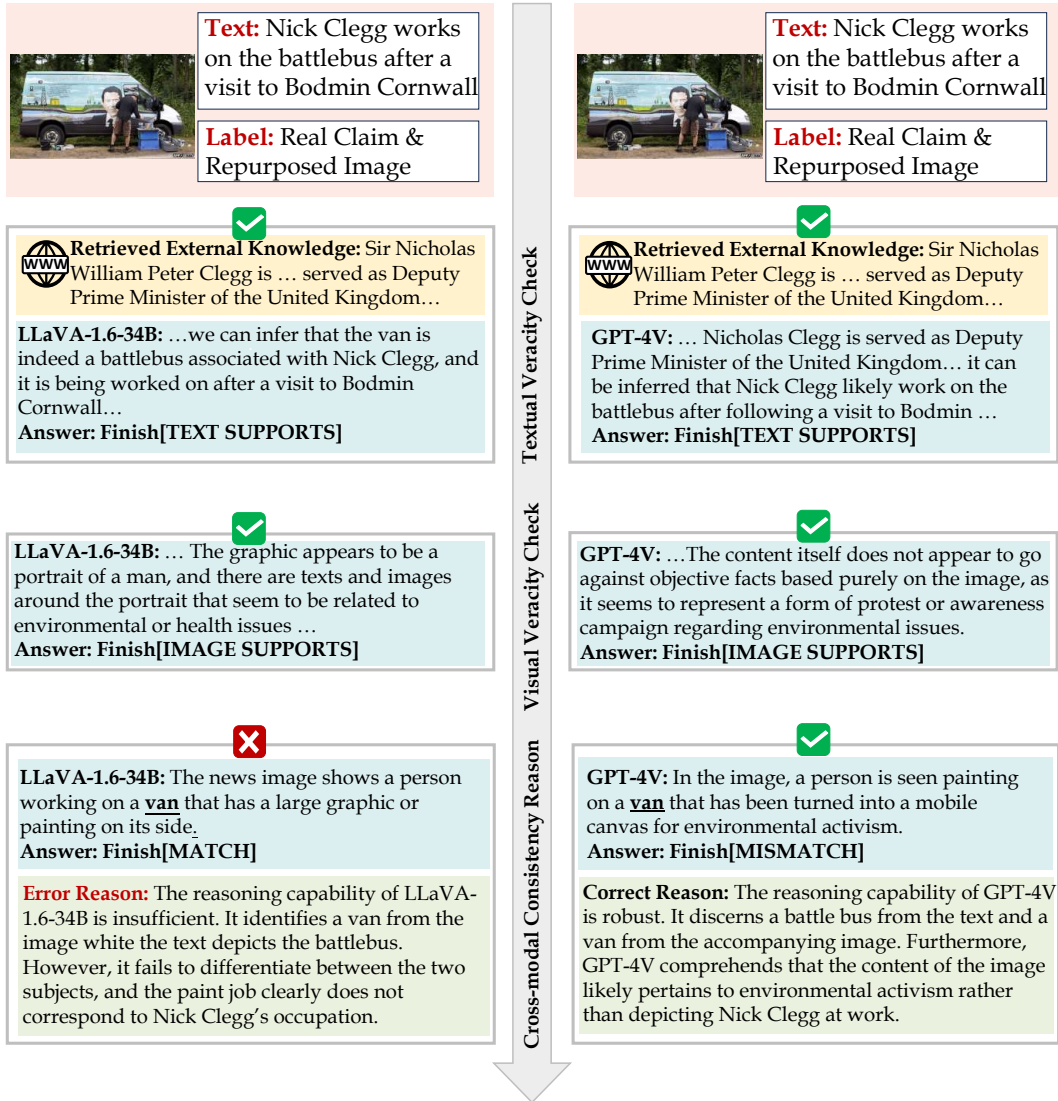 Text: Nick Clegg works
on the battlebus after a
visit to Bodmin Cornwall
Label: Real Claim &
Repurposed Image
WWW
Retrieved External Knowledge: Sir Nicholas
William Peter Clegg is … served as Deputy
Prime Minister of the United Kingdom…
LLaVA-1.6-34B: …we can infer that the van is
indeed a battlebus associated with Nick Clegg, and
it is being worked on after a visit to Bodmin
Cornwall…
Answer: Finish[TEXT SUPPORTS]
LLaVA-1.6-34B: … The graphic appears to be a
portrait of a man, and there are texts and images
around the portrait that seem to be related to
environmental or health issues …
Answer: Finish[IMAGE SUPPORTS]
LLaVA-1.6-34B: The news image shows a person
working on a van that has a large graphic or
painting on its side.
Answer: Finish[MATCH]
Error Reason: The reasoning capability of LLaVA-
1.6-34B is insufficient. It identifies a van from the
image white the text depicts the battlebus.
However, it fails to differentiate between the two
subjects, and the paint job clearly does not
correspond to Nick Clegg's occupation.
Textual Veracity Check
Visual Veracity Check
Cross-modal Consistency Reason
Text: Nick Clegg works
on the battlebus after a
visit to Bodmin Cornwall
Label: Real Claim &
Repurposed Image
WWW
Retrieved External Knowledge: Sir Nicholas
William Peter Clegg is … served as Deputy
Prime Minister of the United Kingdom…
GPT-4V: … Nicholas Clegg is served as Deputy
Prime Minister of the United Kingdom… it can
be inferred that Nick Clegg likely work on the
battlebus after following a visit to Bodmin …
Answer: Finish[TEXT SUPPORTS]
GPT-4V: …The content itself does not appear to go
against objective facts based purely on the image, as
it seems to represent a form of protest or awareness
campaign regarding environmental issues.
Answer: Finish[IMAGE SUPPORTS]
GPT-4V: In the image, a person is seen painting
on a van that has been turned into a mobile
canvas for environmental activism.
Answer: Finish[MISMATCH]
Correct Reason: The reasoning capability of GPT-4V
is robust. It discerns a battle bus from the text and a
van from the accompanying image. Furthermore,
GPT-4V comprehends that the content of the image
likely pertains to environmental activism rather
than depicting Nick Clegg at work.